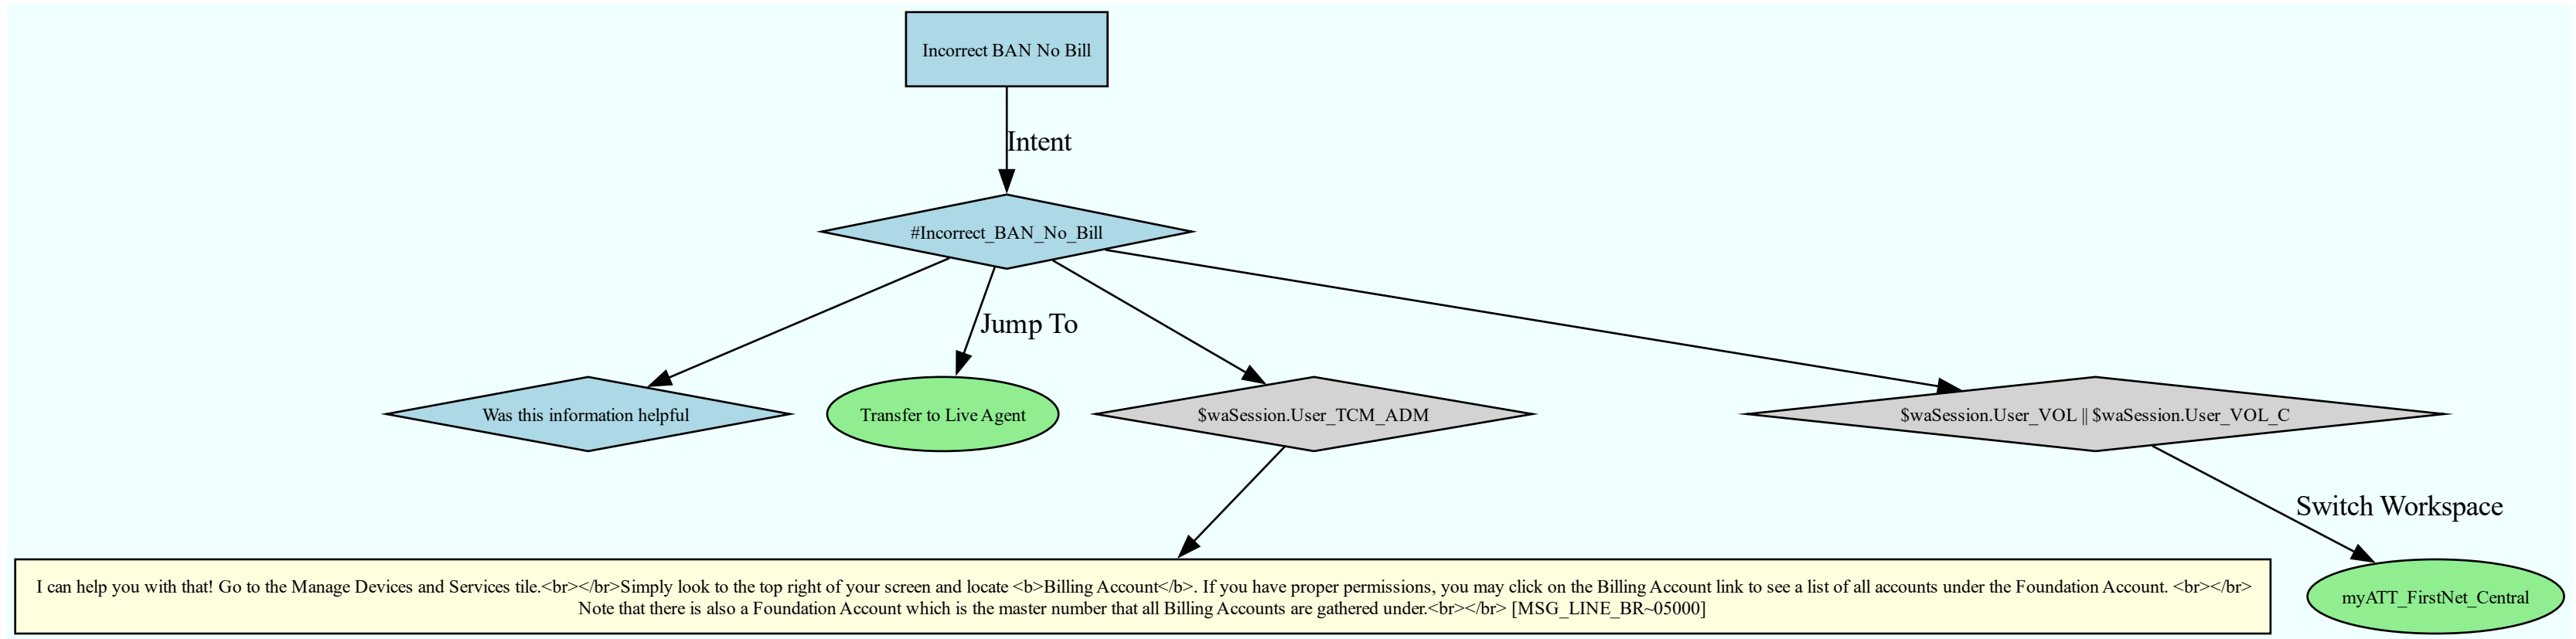 Incorrect BAN No Bill
Intent
#Incorrect_BAN_No_Bill
Jump To
Was this information helpful
Transfer to Live Agent
$waSession.User_TCM_ADM
$waSession.User_VOL || $waSession.User_VOL_C
Switch Workspace
I can help you with that! Go to the Manage Devices and Services tile.<br></br>Simply look to the top right of your screen and locate <b>Billing Account</b>. If you have proper permissions, you may click on the Billing Account link to see a list of all accounts under the Foundation Account. <br></br>
Note that there is also a Foundation Account which is the master number that all Billing Accounts are gathered under.<br></br> [MSG_LINE_BR~05000]
myATT_FirstNet_Central